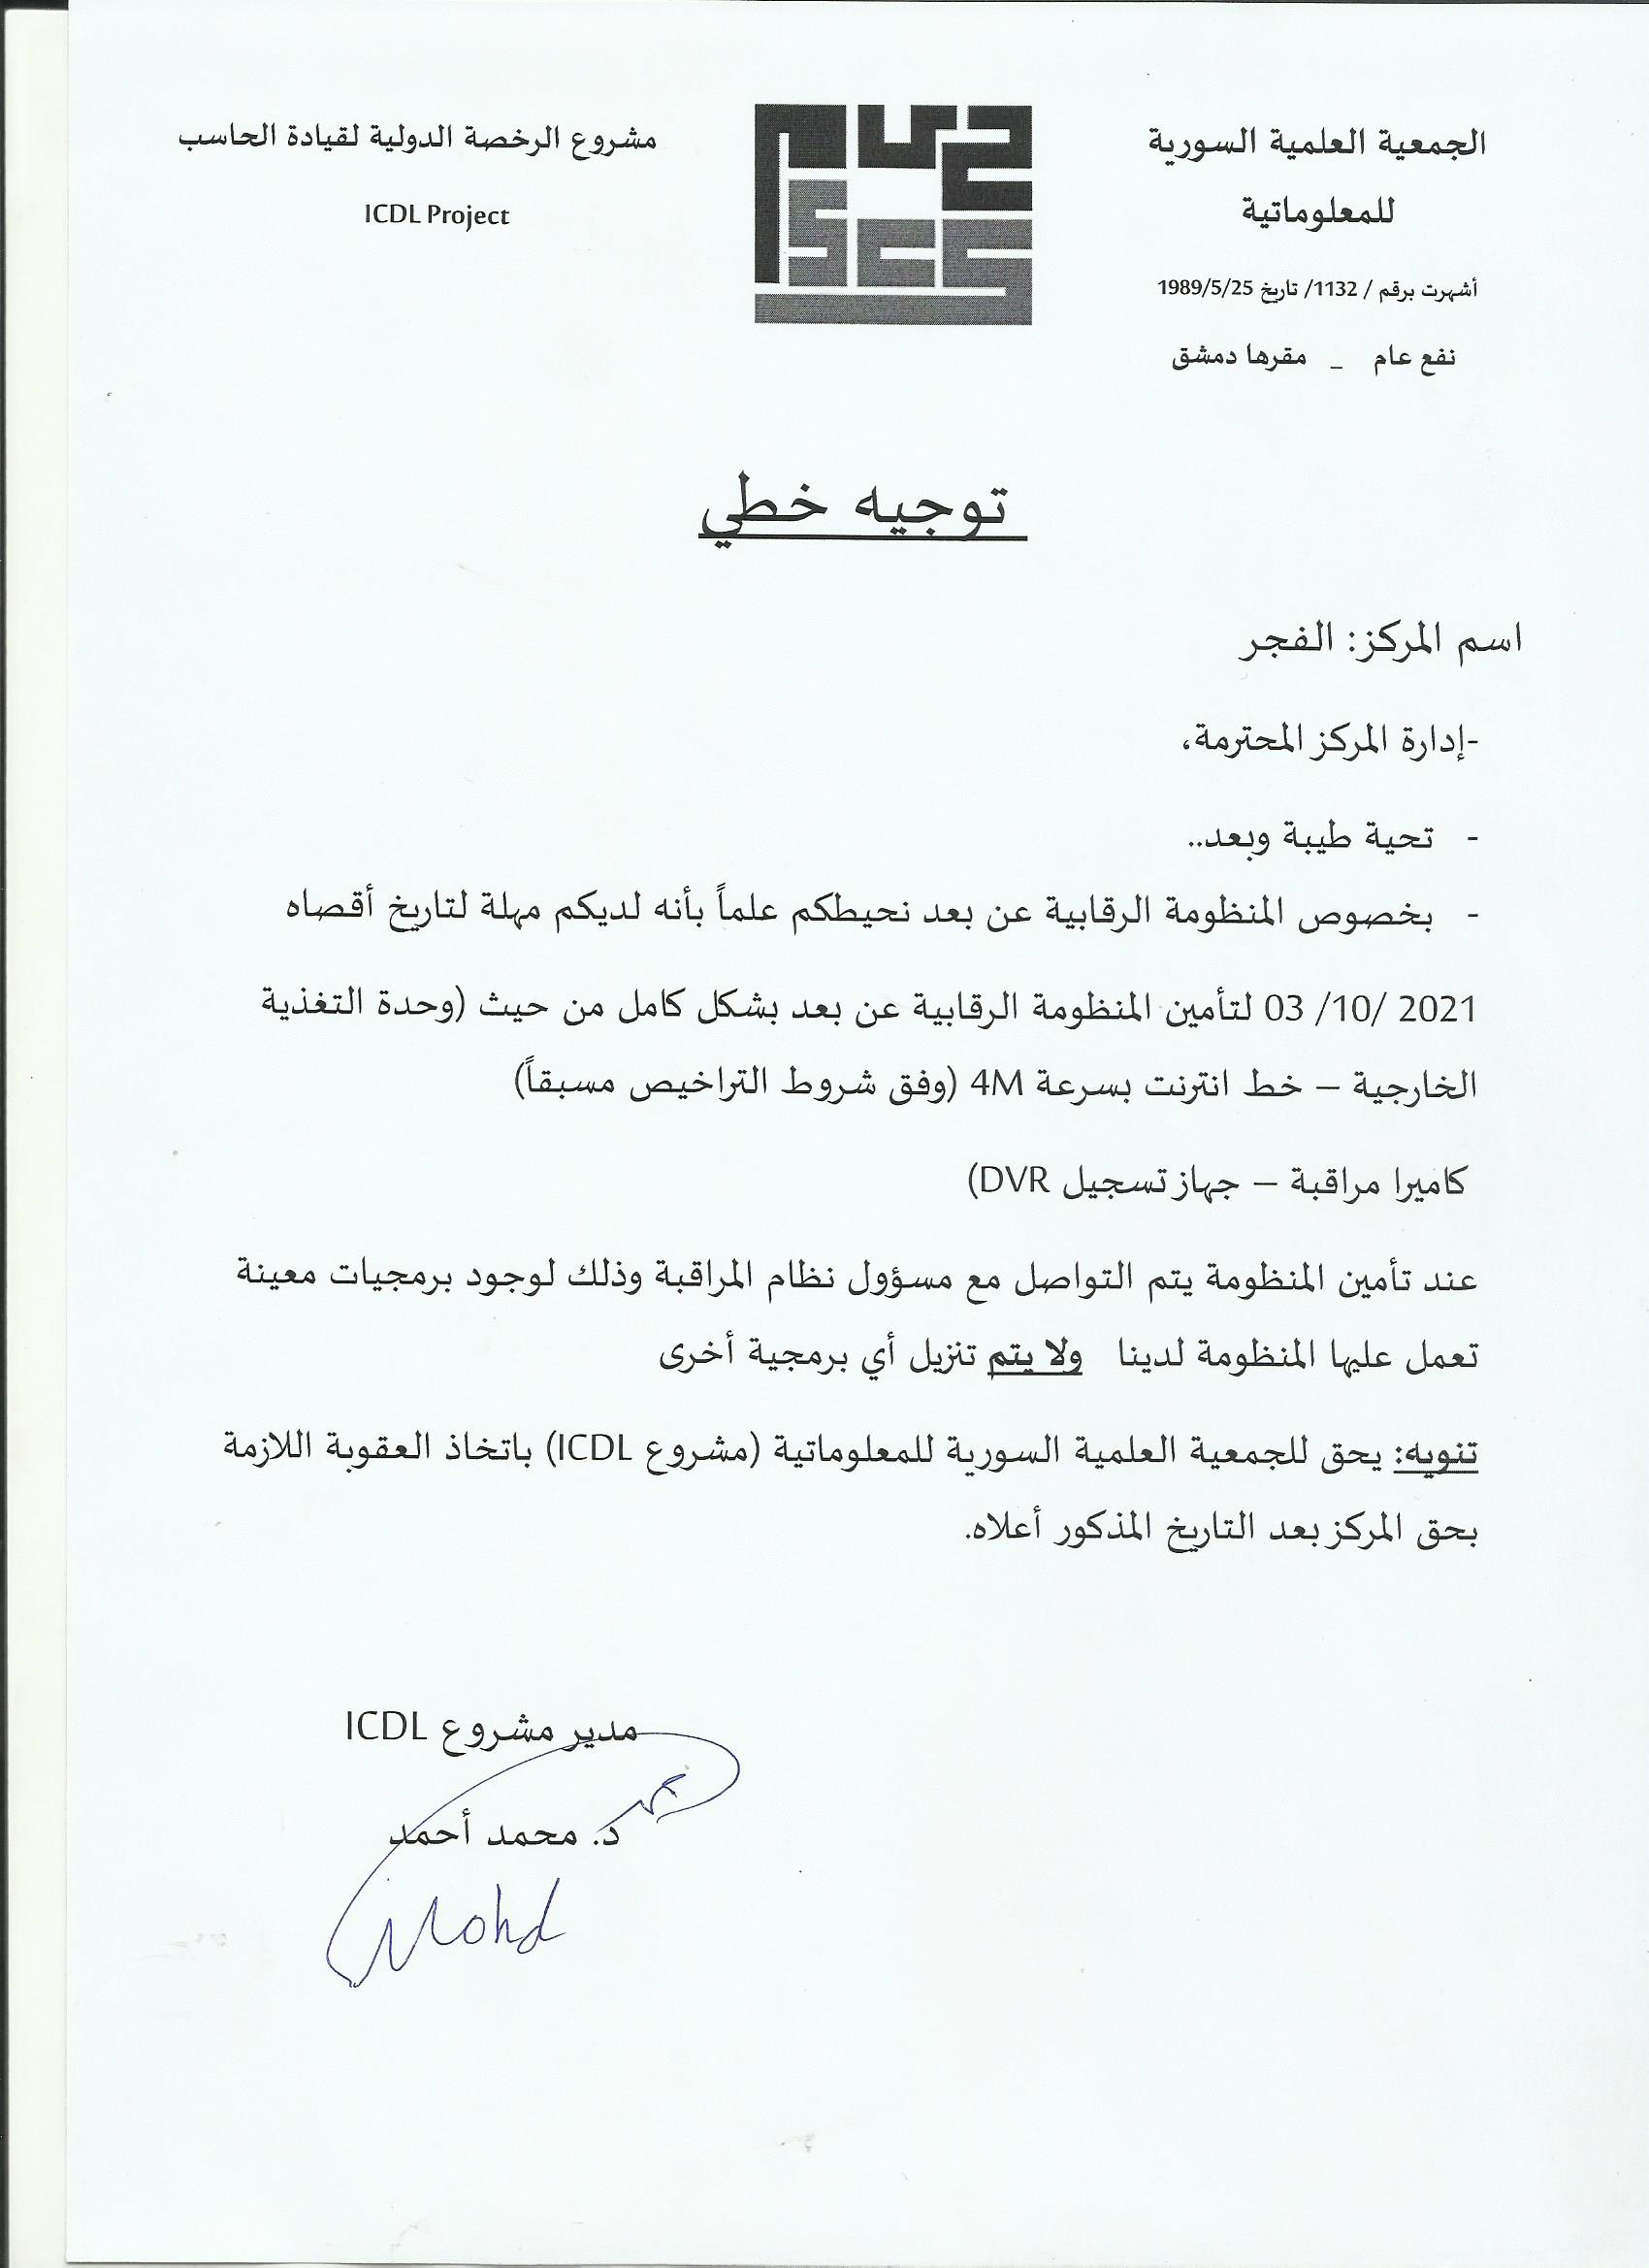 الجمعية العلمية السورية
للمعلوماتية
أشهرت برقم / 1132/ تاريخ 1989/5/25
نفع عام _ مقرها دمشق
مشروع الرخصة الدولية لقيادة الحاسب
ICDL Project
توجيه خطي
اسم المركز: الفجر
-إدارة المركز المحترمة،
- تحية طيبة وبعد..
- بخصوص المنظومة الرقابية عن بعد نحيطكم علماً بأنه لديكم مهلة لتاريخ أقصاه
2021 /10/ 03 لتأمين المنظومة الرقابية عن بعد بشكل كامل من حيث (وحدة التغذية
الخارجية – خط انترنت بسرعة 4M (وفق شروط التراخيص مسبقاً)
كاميرا مراقبة – جهاز تسجيل DVR)
عند تأمين المنظومة يتم التواصل مع مسؤول نظام المراقبة وذلك لوجود برمجيات معينة
تعمل عليها المنظومة لدينا ولا يتم تنزيل أي برمجية أخرى
تنويه: يحق للجمعية العلمية السورية للمعلوماتية (مشروع ICDL) باتخاذ العقوبة اللازمة
بحق المركز بعد التاريخ المذكور أعلاه.
مدير مشروع ICDL
د. محمد أحمد
Mohd